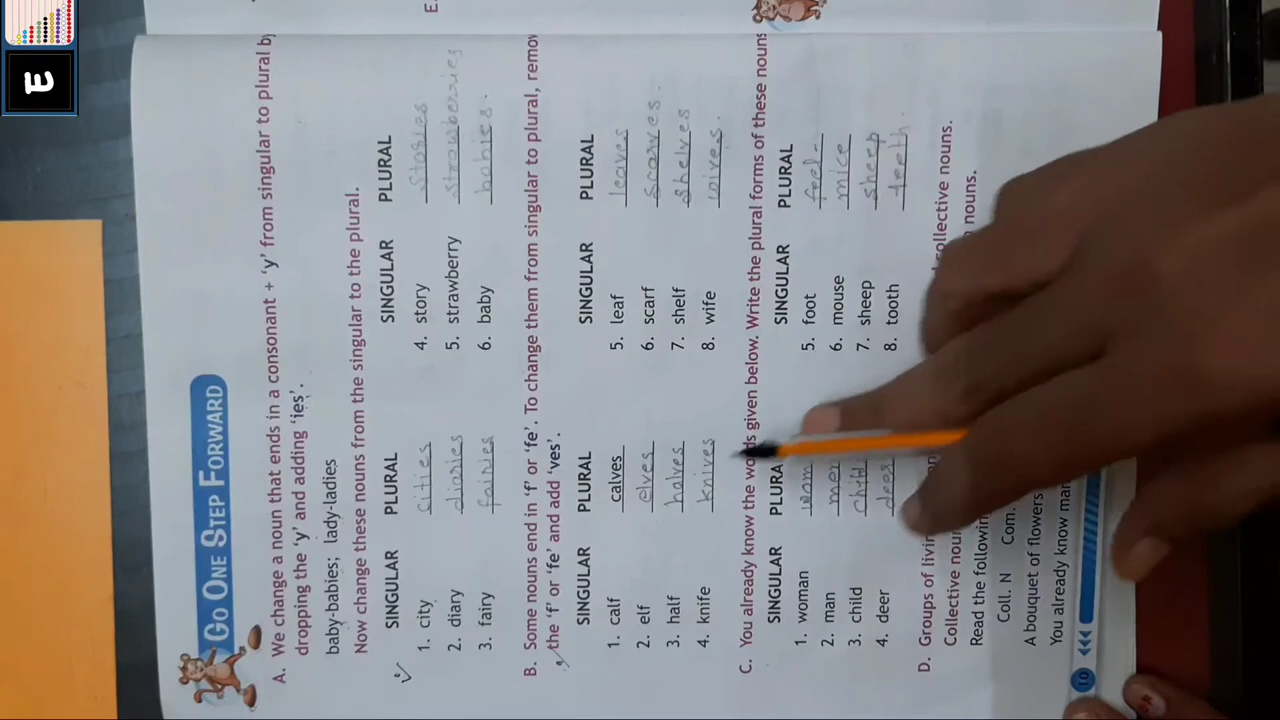 GO ONE STEP FORWARD
A. We change a noun that ends in a consonant + 'y' from singular to plural by
dropping the 'y' and adding 'ies'.
baby-babies; lady-ladies
Now change these nouns from the singular to the plural.
SINGULAR PLURAL SINGULAR PLURAL
1. city cities 4. story stories
2. diary diaries 5. strawberry strawberries
3. fairy fairies 6. baby babies.
B. Some nouns end in 'f' or 'fe'. To change them from singular to plural, remov
the 'f' or 'fe' and add 'ves'.
SINGULAR PLURAL SINGULAR PLURAL
1. calf calves 5. leaf leaves
2. elf elves 6. scarf scarves.
3. half halves 7. shelf shelves
4. knife knives 8. wife wives.
C. You already know the words given below. Write the plural forms of these nouns
SINGULAR PLURA SINGULAR PLURAL
1. woman wom 5. foot
2. man men 6. mouse mice
3. child child 7. sheep sheep
4. deer deer 8. tooth teeth.
D. Groups of livin collective nouns.
Collective nour nouns.
Read the followin
Coll. N Com.
A bouquet of flowers
You already know mar
10
E.
a